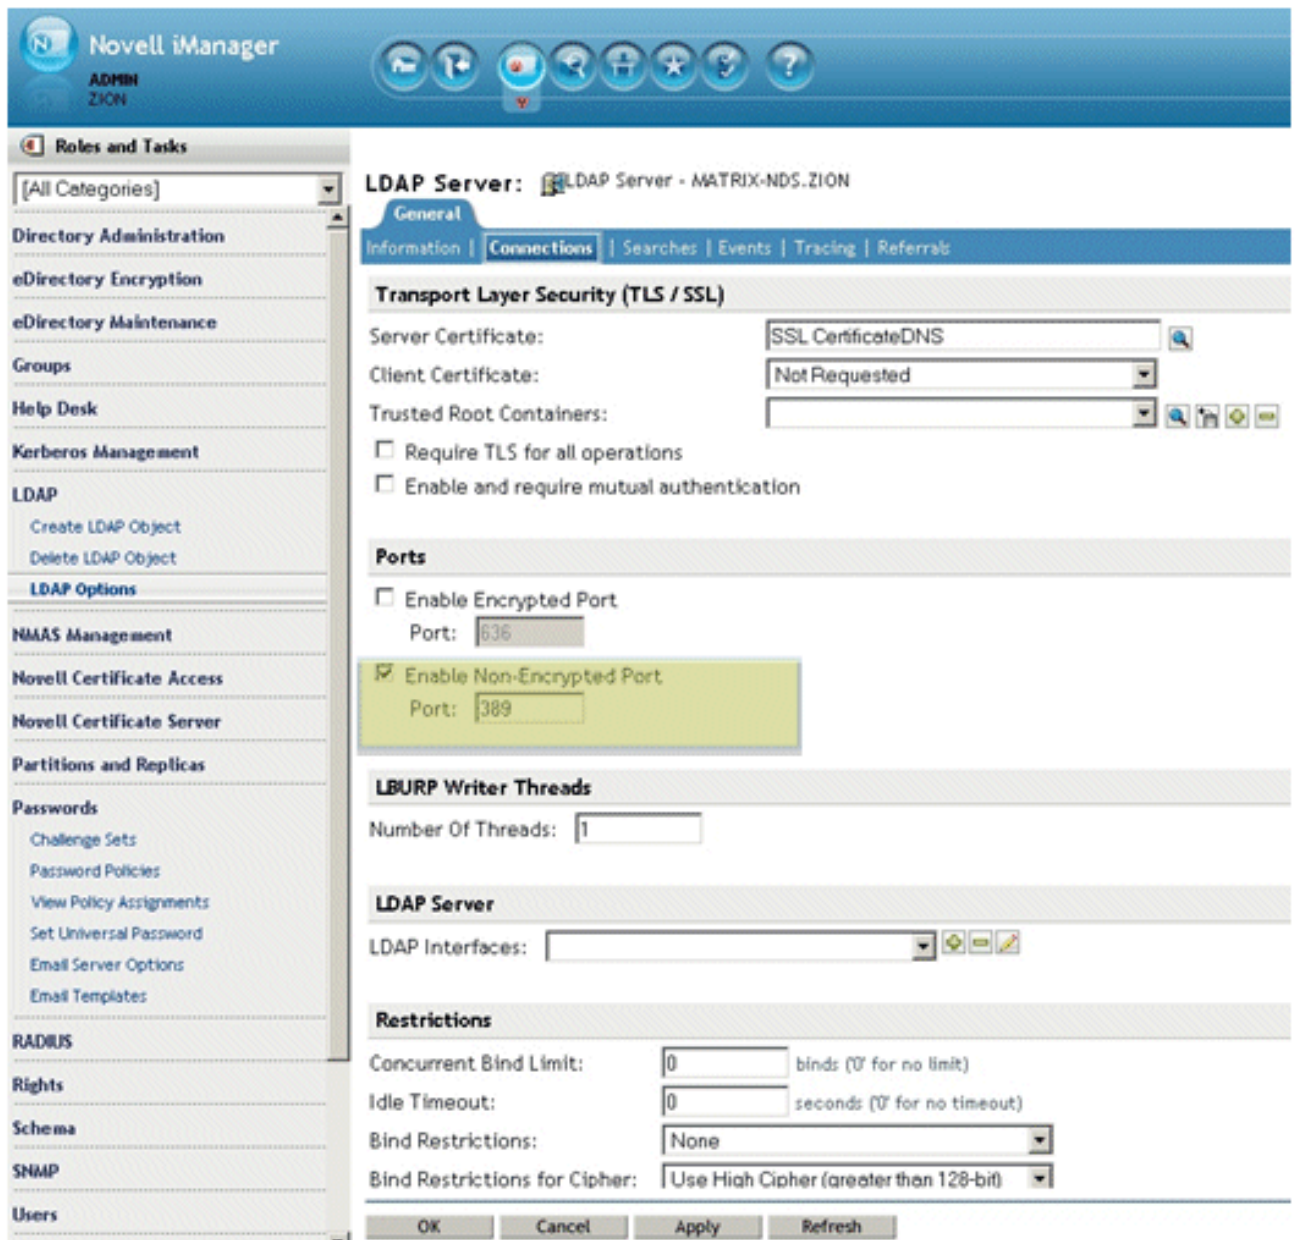 Novell iManager
ADMIN
ZION
Roles and Tasks
[All Categories]
Directory Administration
eDirectory Encryption
eDirectory Maintenance
Groups
Help Desk
Kerberos Management
LDAP
Create LDAP Object
Delete LDAP Object
LDAP Options
NMAS Management
Novell Certificate Access
Novell Certificate Server
Partitions and Replicas
Passwords
Challenge Sets
Password Policies
View Policy Assignments
Set Universal Password
Email Server Options
Email Templates
RADIUS
Rights
Schema
SNMP
Users
LDAP Server: LDAP Server - MATRIX-NDS.ZION
General
Information | Connections | Searches | Events | Tracing | Referrals
Transport Layer Security (TLS / SSL)
Server Certificate: SSL CertificateDNS
Client Certificate: Not Requested
Trusted Root Containers:
Require TLS for all operations
Enable and require mutual authentication
Ports
Enable Encrypted Port
Port: 636
Enable Non-Encrypted Port
Port: 389
LBURP Writer Threads
Number Of Threads: 1
LDAP Server
LDAP Interfaces:
Restrictions
Concurrent Bind Limit: 0 binds ('0' for no limit)
Idle Timeout: 0 seconds ('0' for no timeout)
Bind Restrictions: None
Bind Restrictions for Cipher: Use High Cipher (greater than 128-bit)
OK Cancel Apply Refresh